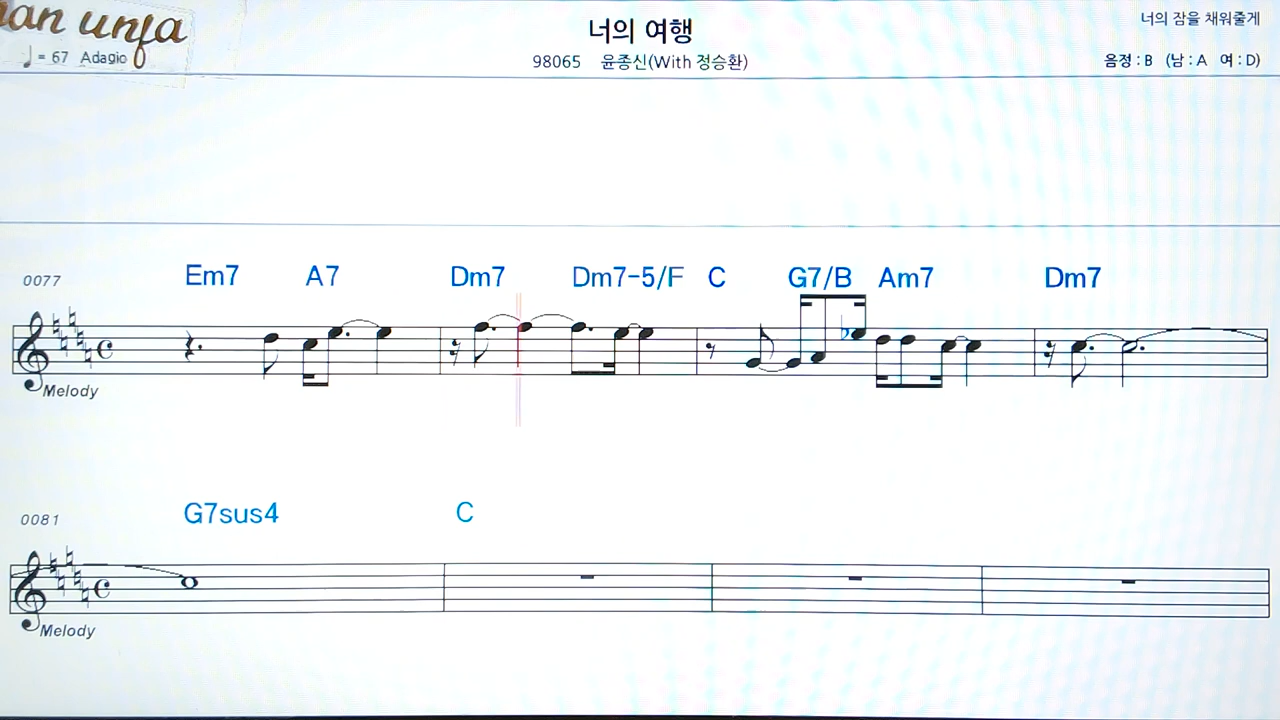 너의 여행
너의 잠을 채워줄게
♩ = 67 Adagio
98065 윤종신(With 정승환)
음정 : B (남 : A 여 : D)
0077 Em7 A7 Dm7 Dm7-5/F C G7/B Am7 Dm7
Melody
0081 G7sus4 C
Melody